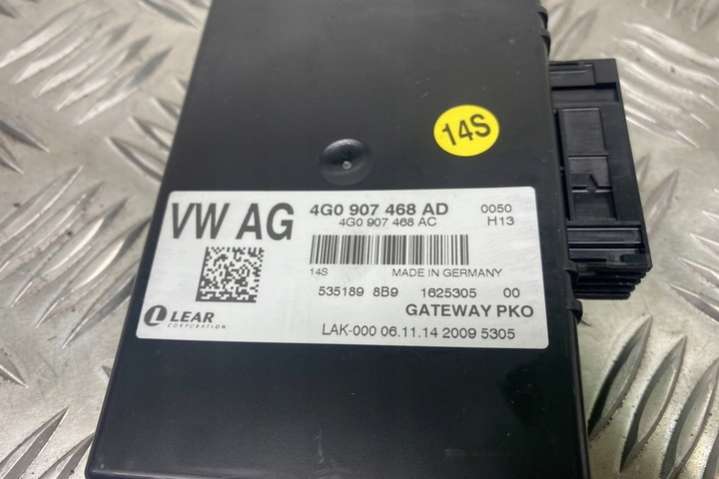 14S
VW AG
4G0 907 468 AD 0050
4G0 907 468 AC H13
14S MADE IN GERMANY
535189 8B9 1625305 00
GATEWAY PKO
LEAR
CORPORATION
LAK-000 06.11.14 2009 5305